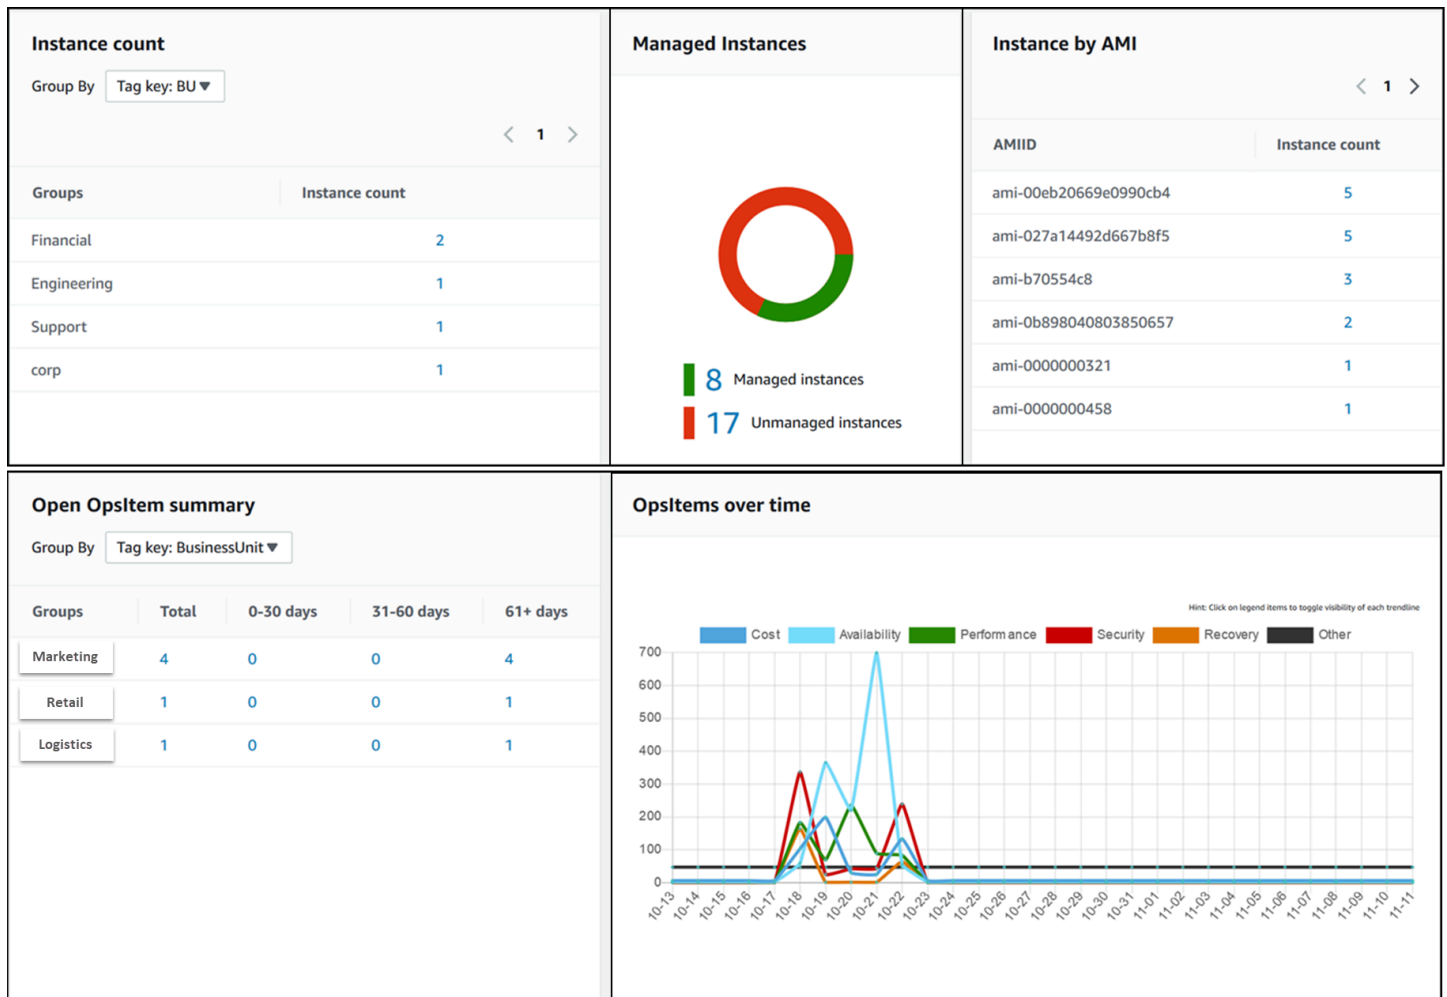 Instance count
Group By Tag key: BU
1
Groups Instance count
Financial 2
Engineering 1
Support 1
corp 1
Managed Instances
8 Managed instances
17 Unmanaged instances
Instance by AMI
1
AMIID Instance count
ami-00eb20669e0990cb4 5
ami-027a14492d667b8f5 5
ami-b70554c8 3
ami-0b898040803850657 2
ami-0000000321 1
ami-0000000458 1
Open OpsItem summary
Group By Tag key: BusinessUnit
Groups Total 0-30 days 31-60 days 61+ days
Marketing 4 0 0 4
Retail 1 0 0 1
Logistics 1 0 0 1
OpsItems over time
Hint: Click on legend items to toggle visibility of each trendline
Cost Availability Performance Security Recovery Other
700
600
500
400
300
200
100
0
10-13 10-14 10-15 10-16 10-17 10-18 10-19 10-20 10-21 10-22 10-23 10-24 10-25 10-26 10-27 10-28 10-29 10-30 10-31 11-01 11-02 11-03 11-04 11-05 11-06 11-07 11-08 11-09 11-10 11-11